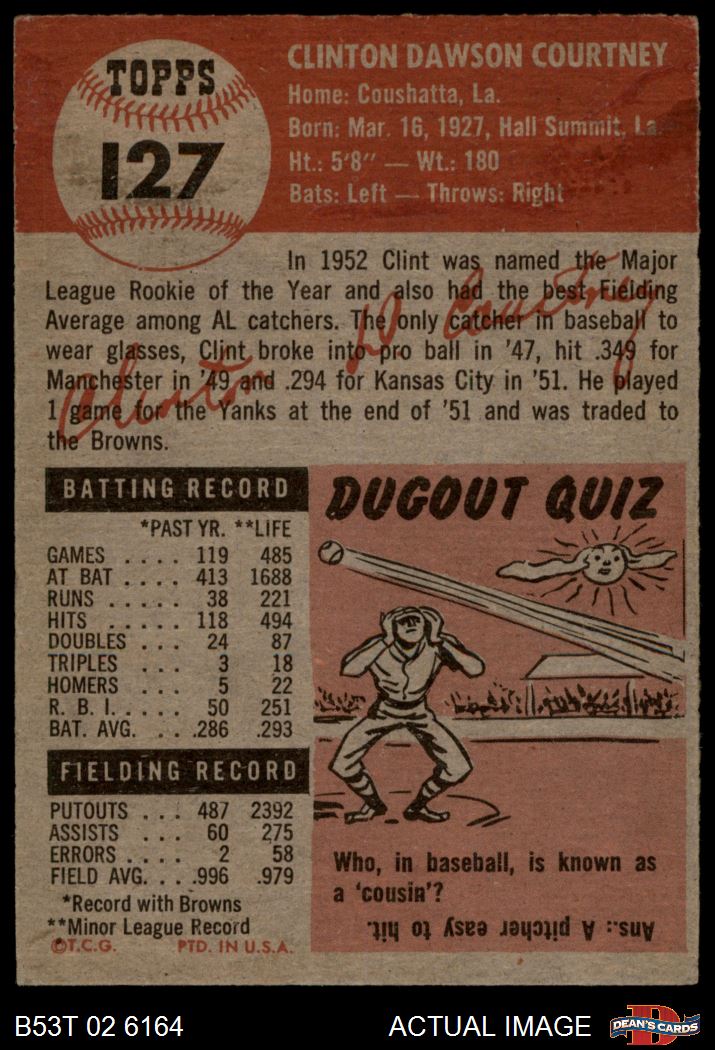 TOPPS
127
CLINTON DAWSON COURTNEY
Home: Coushatta, La.
Born: Mar. 16, 1927, Hall Summit, La.
Ht.: 5'8" — Wt.: 180
Bats: Left — Throws: Right
In 1952 Clint was named the Major
League Rookie of the Year and also had the best Fielding
Average among AL catchers. The only catcher in baseball to
wear glasses, Clint broke into pro ball in '47, hit .349 for
Manchester in '49 and .294 for Kansas City in '51. He played
1 game for the Yanks at the end of '51 and was traded to
the Browns.
Clinton D. Courtney
BATTING RECORD
*PAST YR. **LIFE
GAMES . . . . 119 485
AT BAT . . . . 413 1688
RUNS . . . . . 38 221
HITS . . . . . 118 494
DOUBLES . . . 24 87
TRIPLES . . . 3 18
HOMERS . . . 5 22
R. B. I. . . . . . 50 251
BAT. AVG. . . .286 .293
FIELDING RECORD
PUTOUTS . . . 487 2392
ASSISTS . . . 60 275
ERRORS . . . . 2 58
FIELD AVG. . . .996 .979
*Record with Browns
**Minor League Record
©T.C.G. PTD. IN U.S.A.
DUGOUT QUIZ
Who, in baseball, is known as
a 'cousin'?
Ans.: A pitcher easy to hit.
B53T 02 6164 ACTUAL IMAGE
D
DEAN'S CARDS